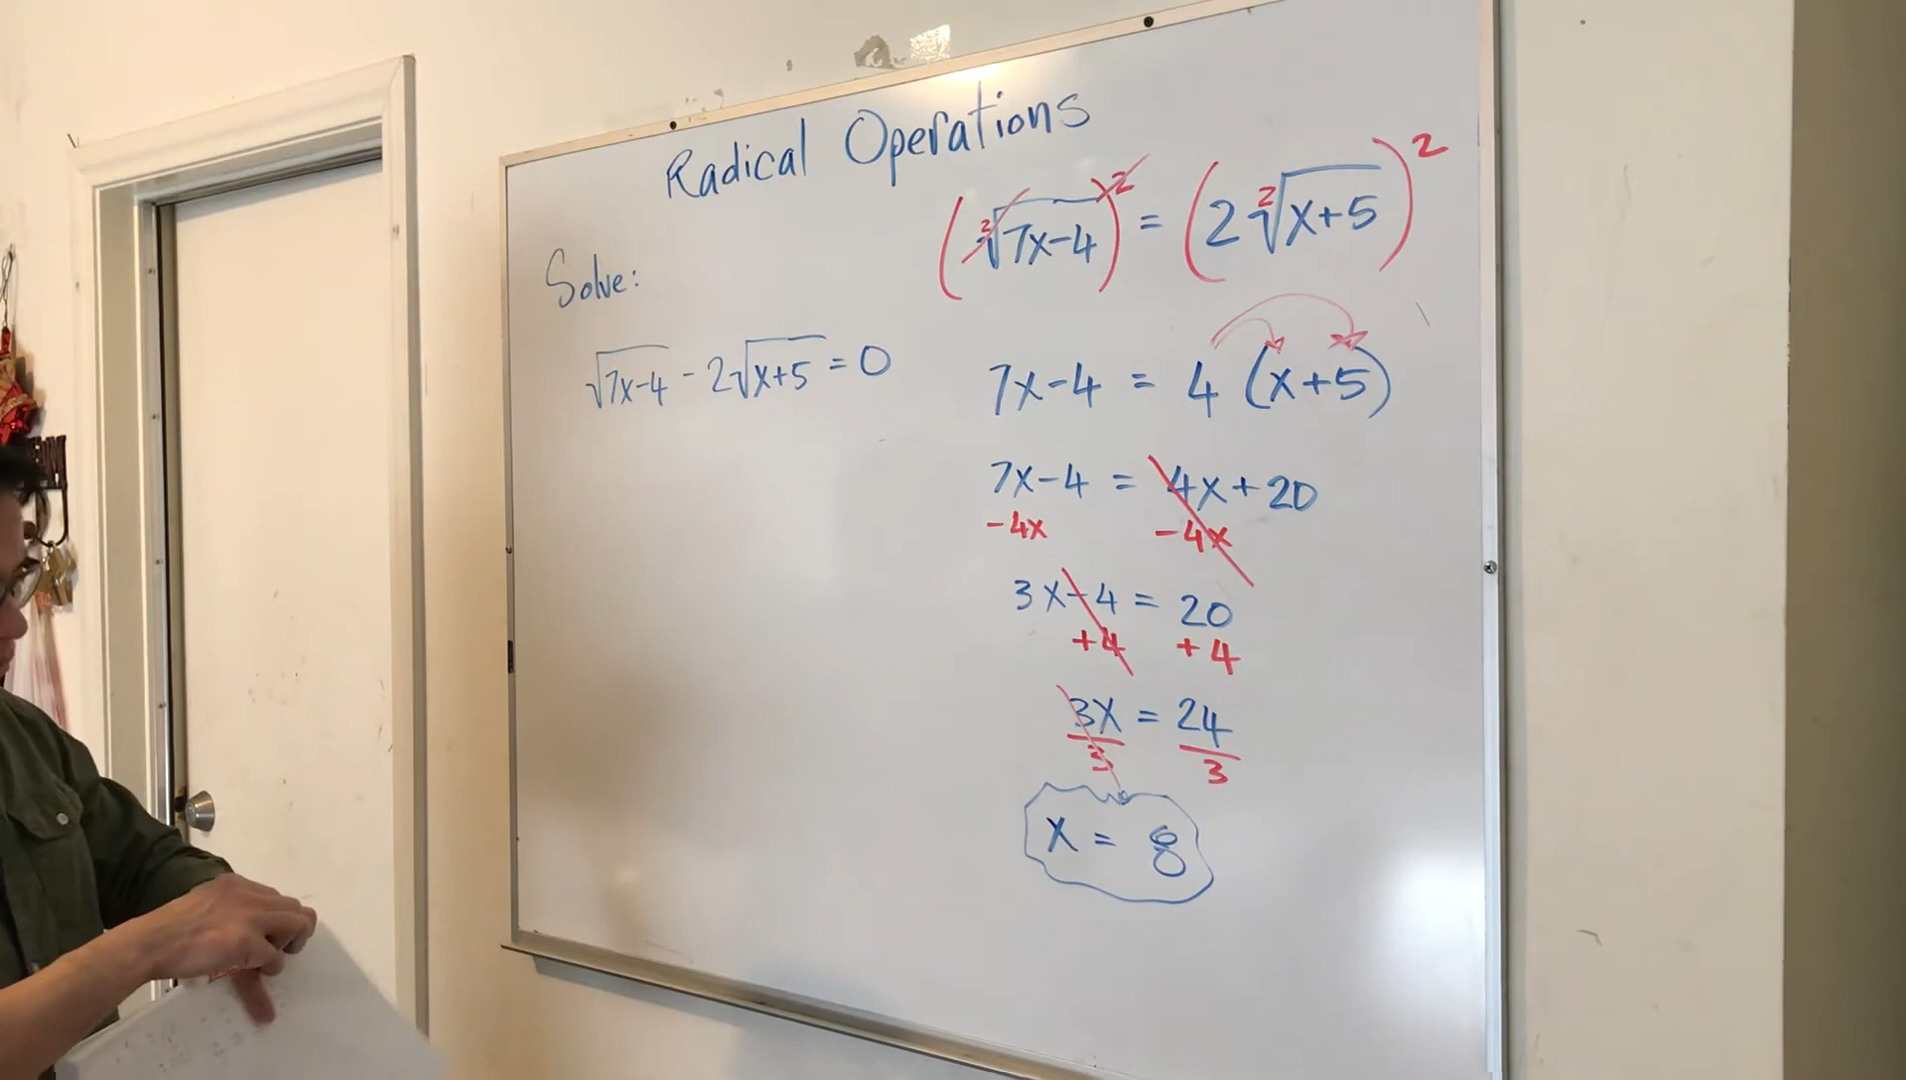 Radical Operations
Solve:
√(7x-4) - 2√(x+5) = 0
(²√(7x-4))² = (2 ²√(x+5))²
7x-4 = 4 (x+5)
7x-4 = 4x+20
-4x -4x
3x-4 = 20
+4 +4
3x = 24
3 3
x = 8